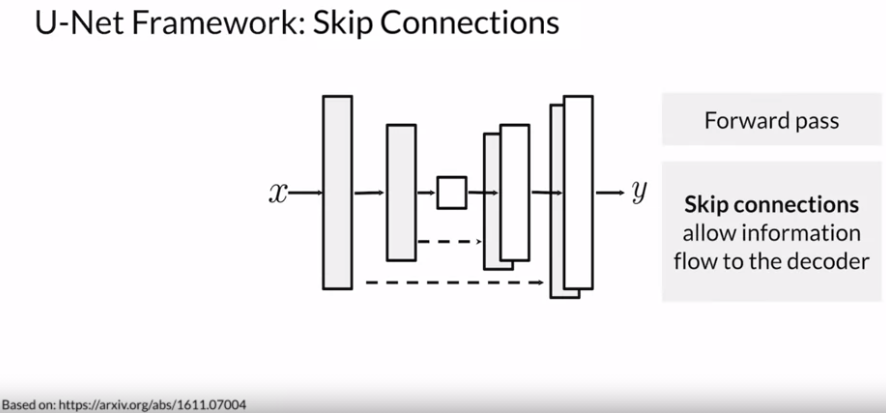 U-Net Framework: Skip Connections
x
y
Forward pass
Skip connections
allow information
flow to the decoder
Based on: https://arxiv.org/abs/1611.07004